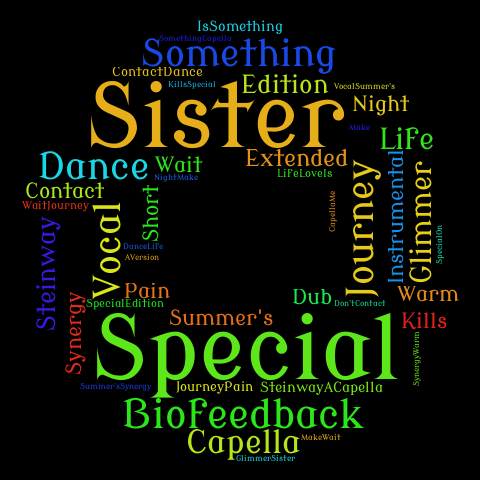 IsSomething
SomethingCapella
Something
ContactDance
KillsSpecial
Edition
VocalSummer's
Sister
Night
Make
Life
Dance
Wait
Extended
LifeLoveIs
NightMake
Contact
WaitJourney
Short
Vocal
Journey
Instrumental
Glimmer
CapellaMe
SpecialOn
Steinway
DanceLife
AVersion
Synergy
Pain
SpecialEdition
Dub
Don'tContact
Warm
Summer's
Kills
Special
SynergyWarm
Summer'sSynergy
JourneyPain
SteinwayACapella
BioFeedback
Capella
MakeWait
GlimmerSister